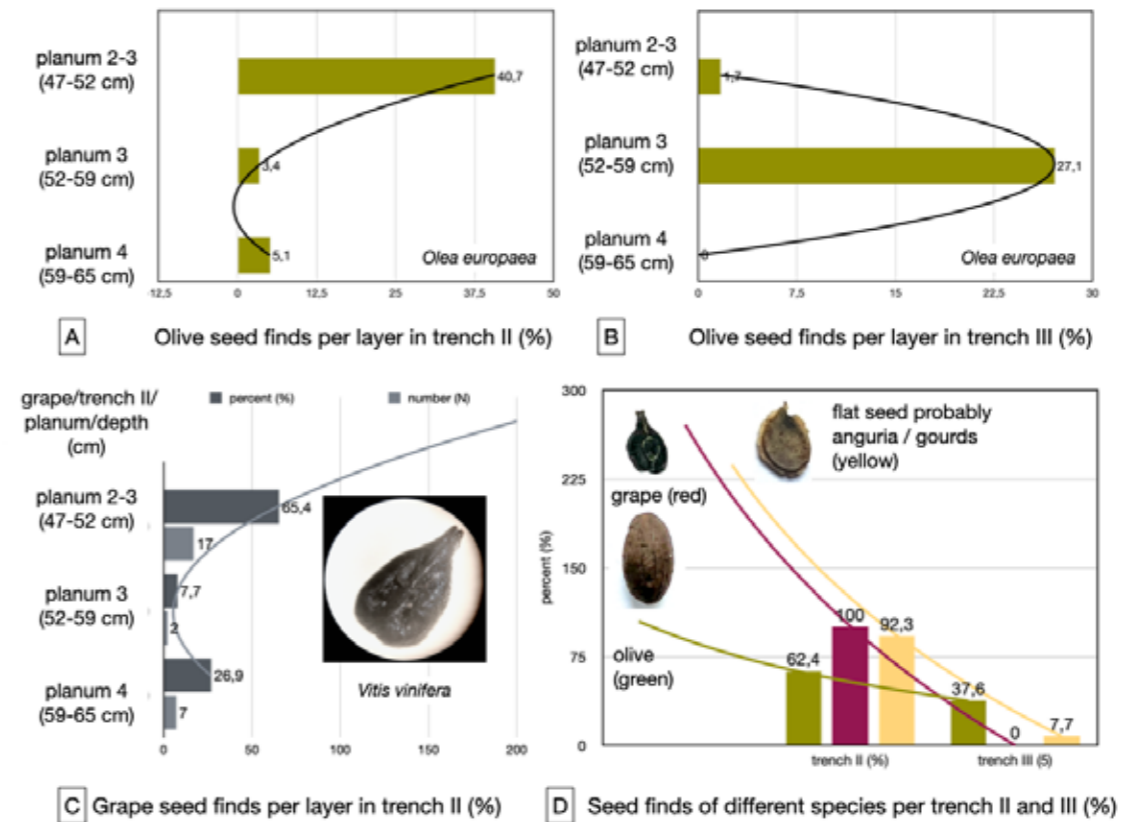 planum 2-3
(47-52 cm)
40,7
planum 3
(52-59 cm)
3,4
planum 4
(59-65 cm)
5,1
Olea europaea
-12,5 0 12,5 25 37,5 50
A Olive seed finds per layer in trench II (%)
planum 2-3
(47-52 cm)
1,7
planum 3
(52-59 cm)
27,1
planum 4
(59-65 cm)
0
Olea europaea
0 7,5 15 22,5 30
B Olive seed finds per layer in trench III (%)
grape/trench II/
planum/depth
(cm)
percent (%) number (N)
planum 2-3
(47-52 cm)
65,4
17
planum 3
(52-59 cm)
7,7
2
planum 4
(59-65 cm)
26,9
7
Vitis vinifera
0 50 100 150 200
C Grape seed finds per layer in trench II (%)
300
225
150
75
0
percent (%)
flat seed probably
anguria / gourds
(yellow)
grape (red)
olive
(green)
62,4 100 92,3
37,6 0 7,7
trench II (%) trench III (5)
D Seed finds of different species per trench II and III (%)